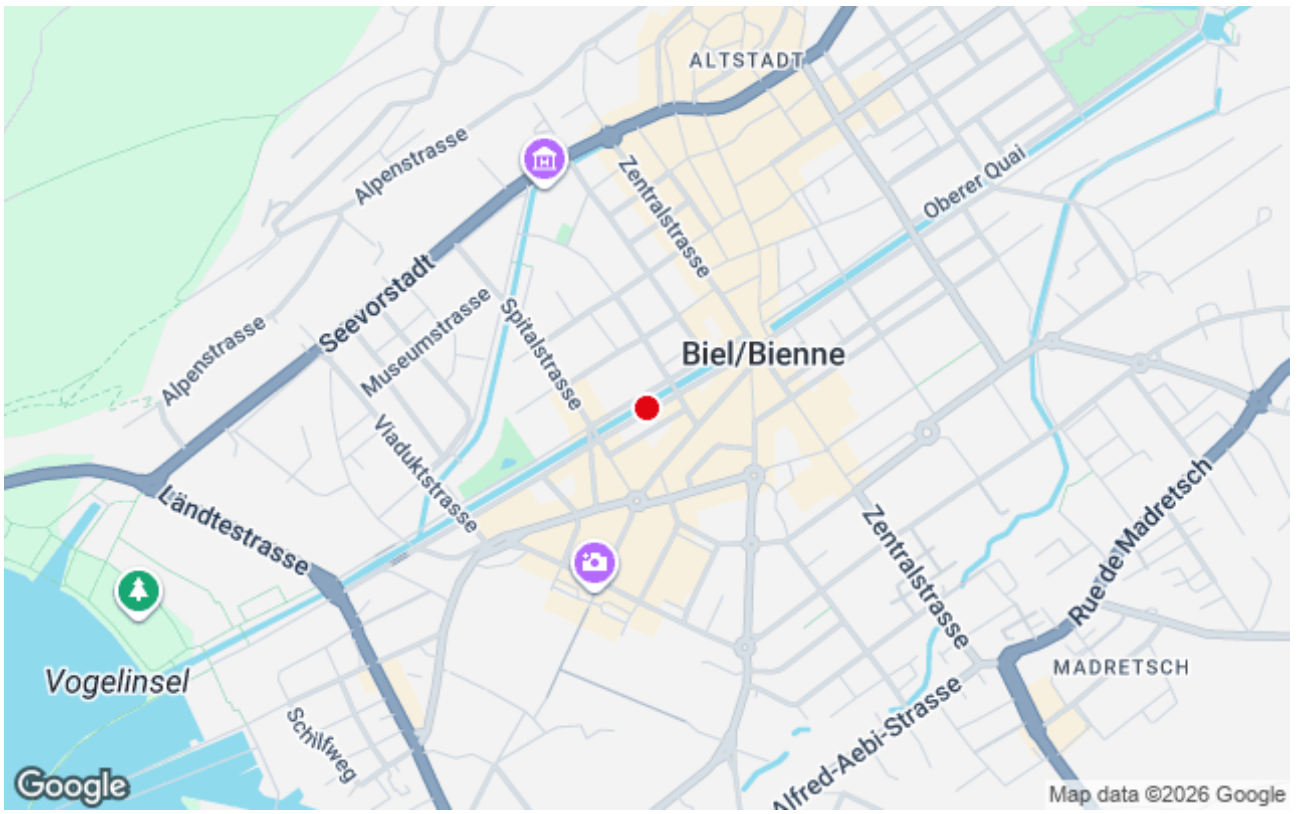 ALTSTADT
Alpenstrasse
Zentralstrasse
Oberer Quai
Seevorstadt
Museumstrasse
Spitalstrasse
Alpenstrasse
Biel/Bienne
Viaduktstrasse
Ländtestrasse
Zentralstrasse
Rue de Madretsch
Vogelinsel
MADRETSCH
Schilfweg
Alfred-Aebi-Strasse
Google
Map data ©2026 Google